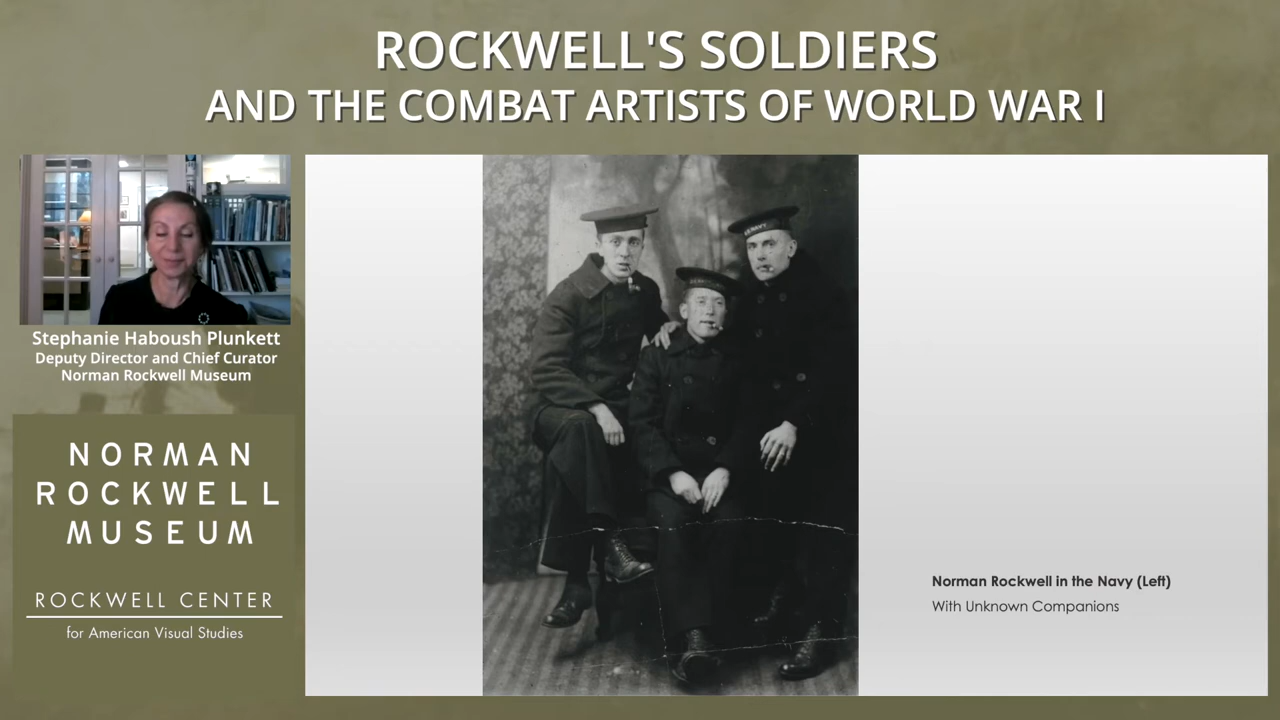 ROCKWELL'S SOLDIERS
AND THE COMBAT ARTISTS OF WORLD WAR I
Stephanie Haboush Plunkett
Deputy Director and Chief Curator
Norman Rockwell Museum
NORMAN
ROCKWELL
MUSEUM
ROCKWELL CENTER
for American Visual Studies
Norman Rockwell in the Navy (Left)
With Unknown Companions